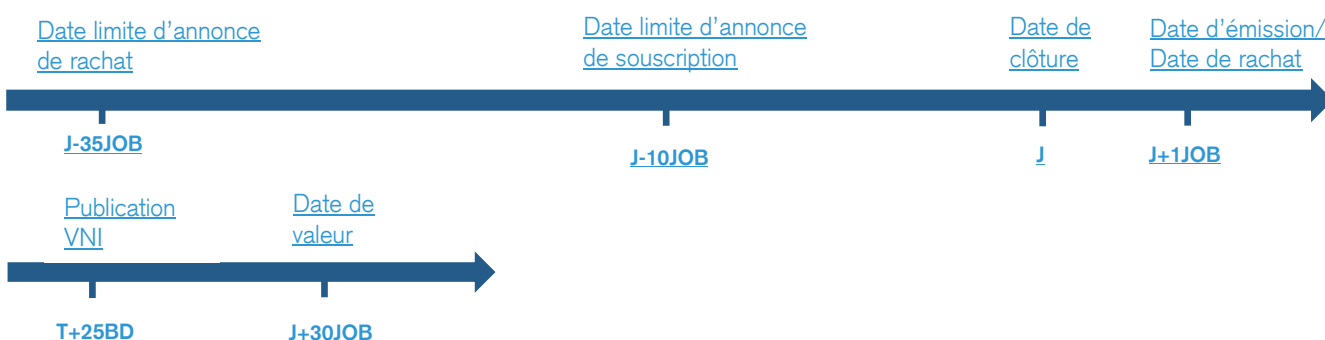 Date limite d’annonce
de rachat
Date limite d’annonce
de souscription
Date de
clôture
Date d’émission/
Date de rachat
J-35JOB
J-10JOB
J
J+1JOB
Publication
VNI
Date de
valeur
T+25BD
J+30JOB